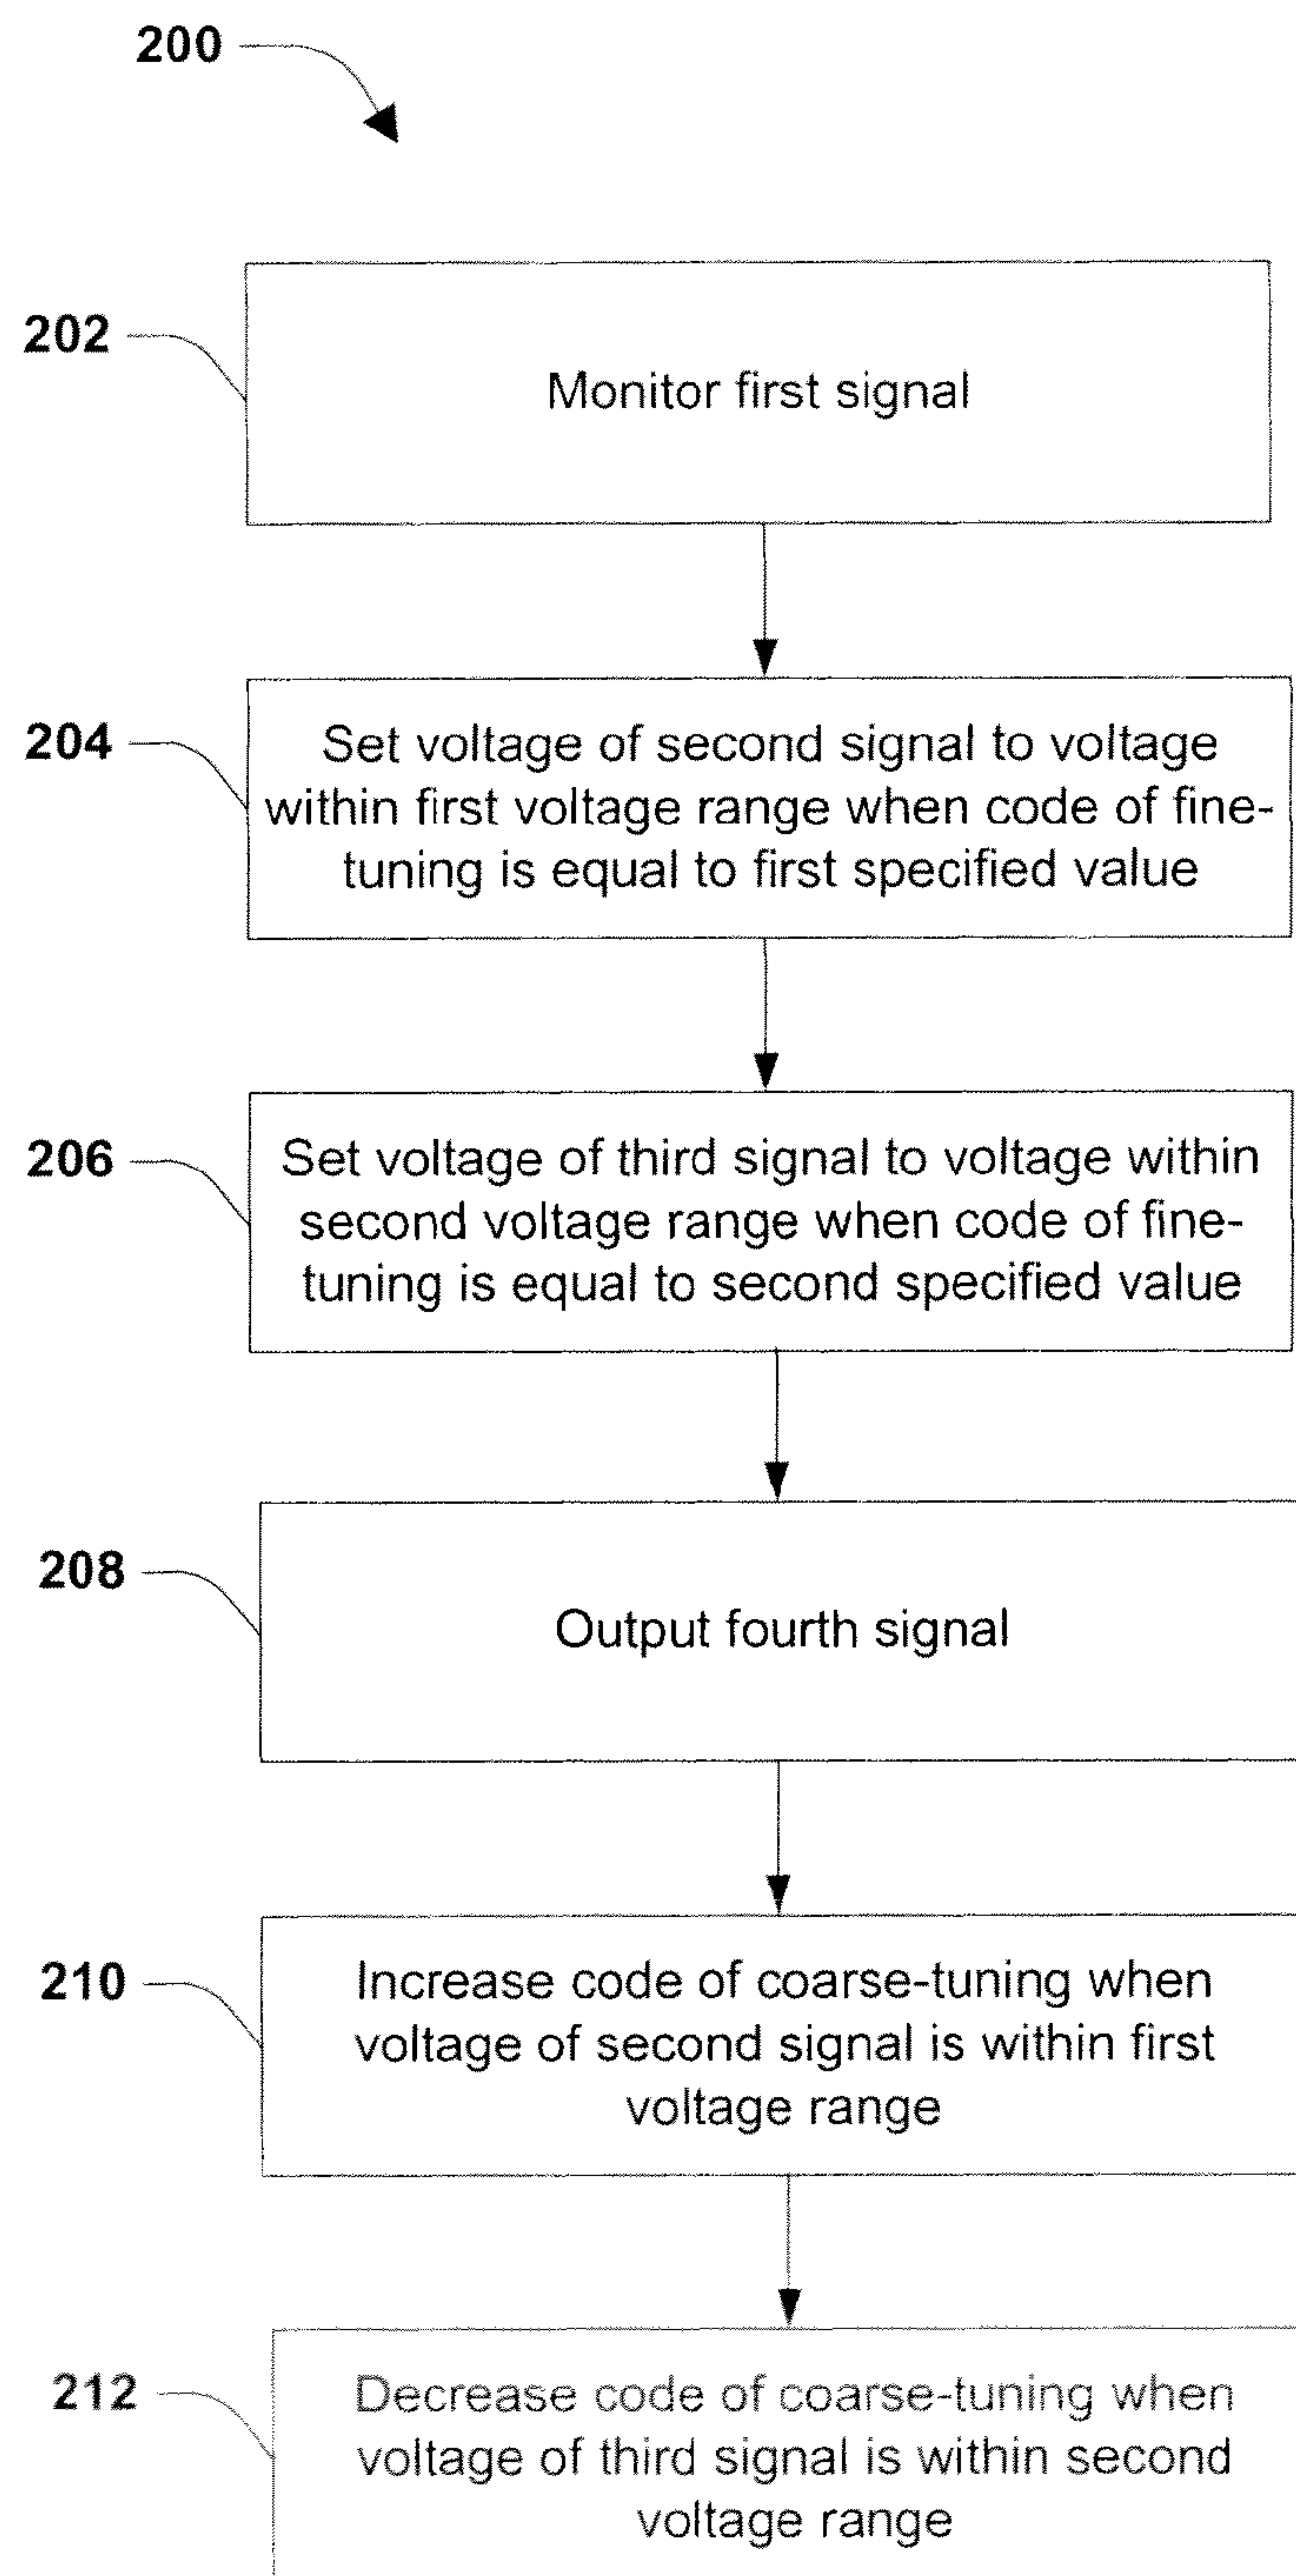 200
202
Monitor first signal
204
Set voltage of second signal to voltage
within first voltage range when code of fine-
tuning is equal to first specified value
206
Set voltage of third signal to voltage within
second voltage range when code of fine-
tuning is equal to second specified value
208
Output fourth signal
210
Increase code of coarse-tuning when
voltage of second signal is within first
voltage range
212
Decrease code of coarse-tuning when
voltage of third signal is within second
voltage range